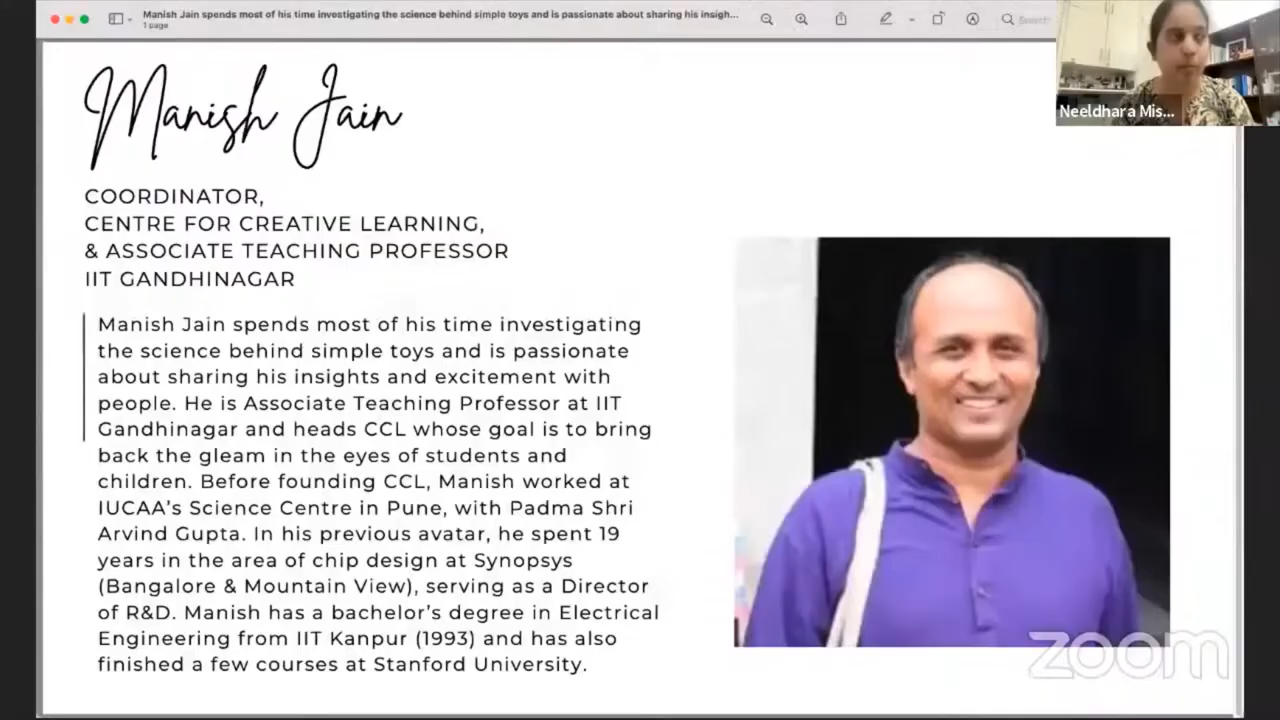 Manish Jain spends most of his time investigating the science behind simple toys and is passionate about sharing his insigh...
1 page
Search
Neeldhara Mis...
Manish Jain
COORDINATOR,
CENTRE FOR CREATIVE LEARNING,
& ASSOCIATE TEACHING PROFESSOR
IIT GANDHINAGAR
Manish Jain spends most of his time investigating
the science behind simple toys and is passionate
about sharing his insights and excitement with
people. He is Associate Teaching Professor at IIT
Gandhinagar and heads CCL whose goal is to bring
back the gleam in the eyes of students and
children. Before founding CCL, Manish worked at
IUCAA's Science Centre in Pune, with Padma Shri
Arvind Gupta. In his previous avatar, he spent 19
years in the area of chip design at Synopsys
(Bangalore & Mountain View), serving as a Director
of R&D. Manish has a bachelor's degree in Electrical
Engineering from IIT Kanpur (1993) and has also
finished a few courses at Stanford University.
zoom